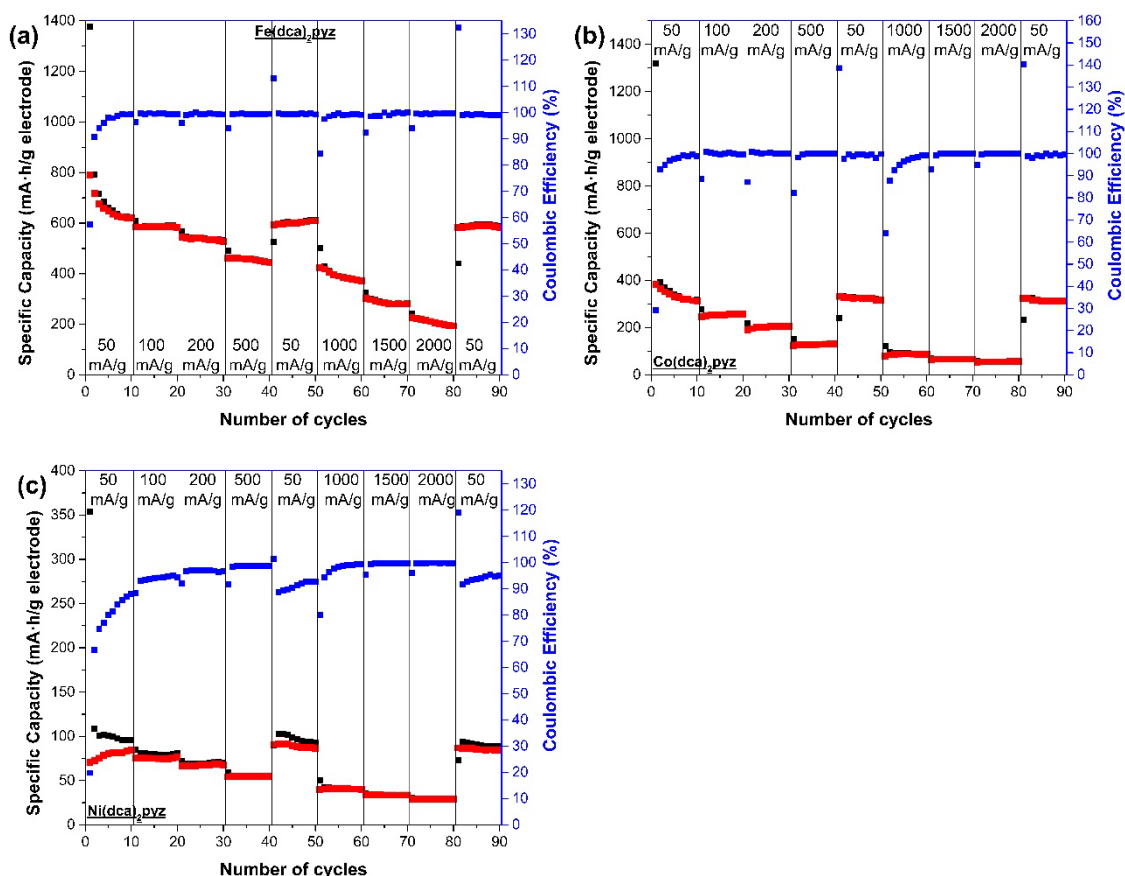 (a)
Fe(dca)2pyz
Specific Capacity (mA·h/g electrode)
1400
1200
1000
800
600
400
200
0
130
120
110
100
90
80
70
60
50
40
30
20
10
0
Coulombic Efficiency (%)
50 100 200 500 50 1000 1500 2000 50
mA/g mA/g mA/g mA/g mA/g mA/g mA/g mA/g mA/g
0 10 20 30 40 50 60 70 80 90
Number of cycles
(b)
50 100 200 500 50 1000 1500 2000 50
mA/g mA/g mA/g mA/g mA/g mA/g mA/g mA/g mA/g
Specific Capacity (mA·h/g electrode)
1400
1200
1000
800
600
400
200
0
160
150
140
130
120
110
100
90
80
70
60
50
40
30
20
10
0
Coulombic Efficiency (%)
Co(dca)2pyz
0 10 20 30 40 50 60 70 80 90
Number of cycles
(c)
50 100 200 500 50 1000 1500 2000 50
mA/g mA/g mA/g mA/g mA/g mA/g mA/g mA/g mA/g
Specific Capacity (mA·h/g electrode)
400
350
300
250
200
150
100
50
0
130
120
110
100
90
80
70
60
50
40
30
20
10
0
Coulombic Efficiency (%)
Ni(dca)2pyz
0 10 20 30 40 50 60 70 80 90
Number of cycles